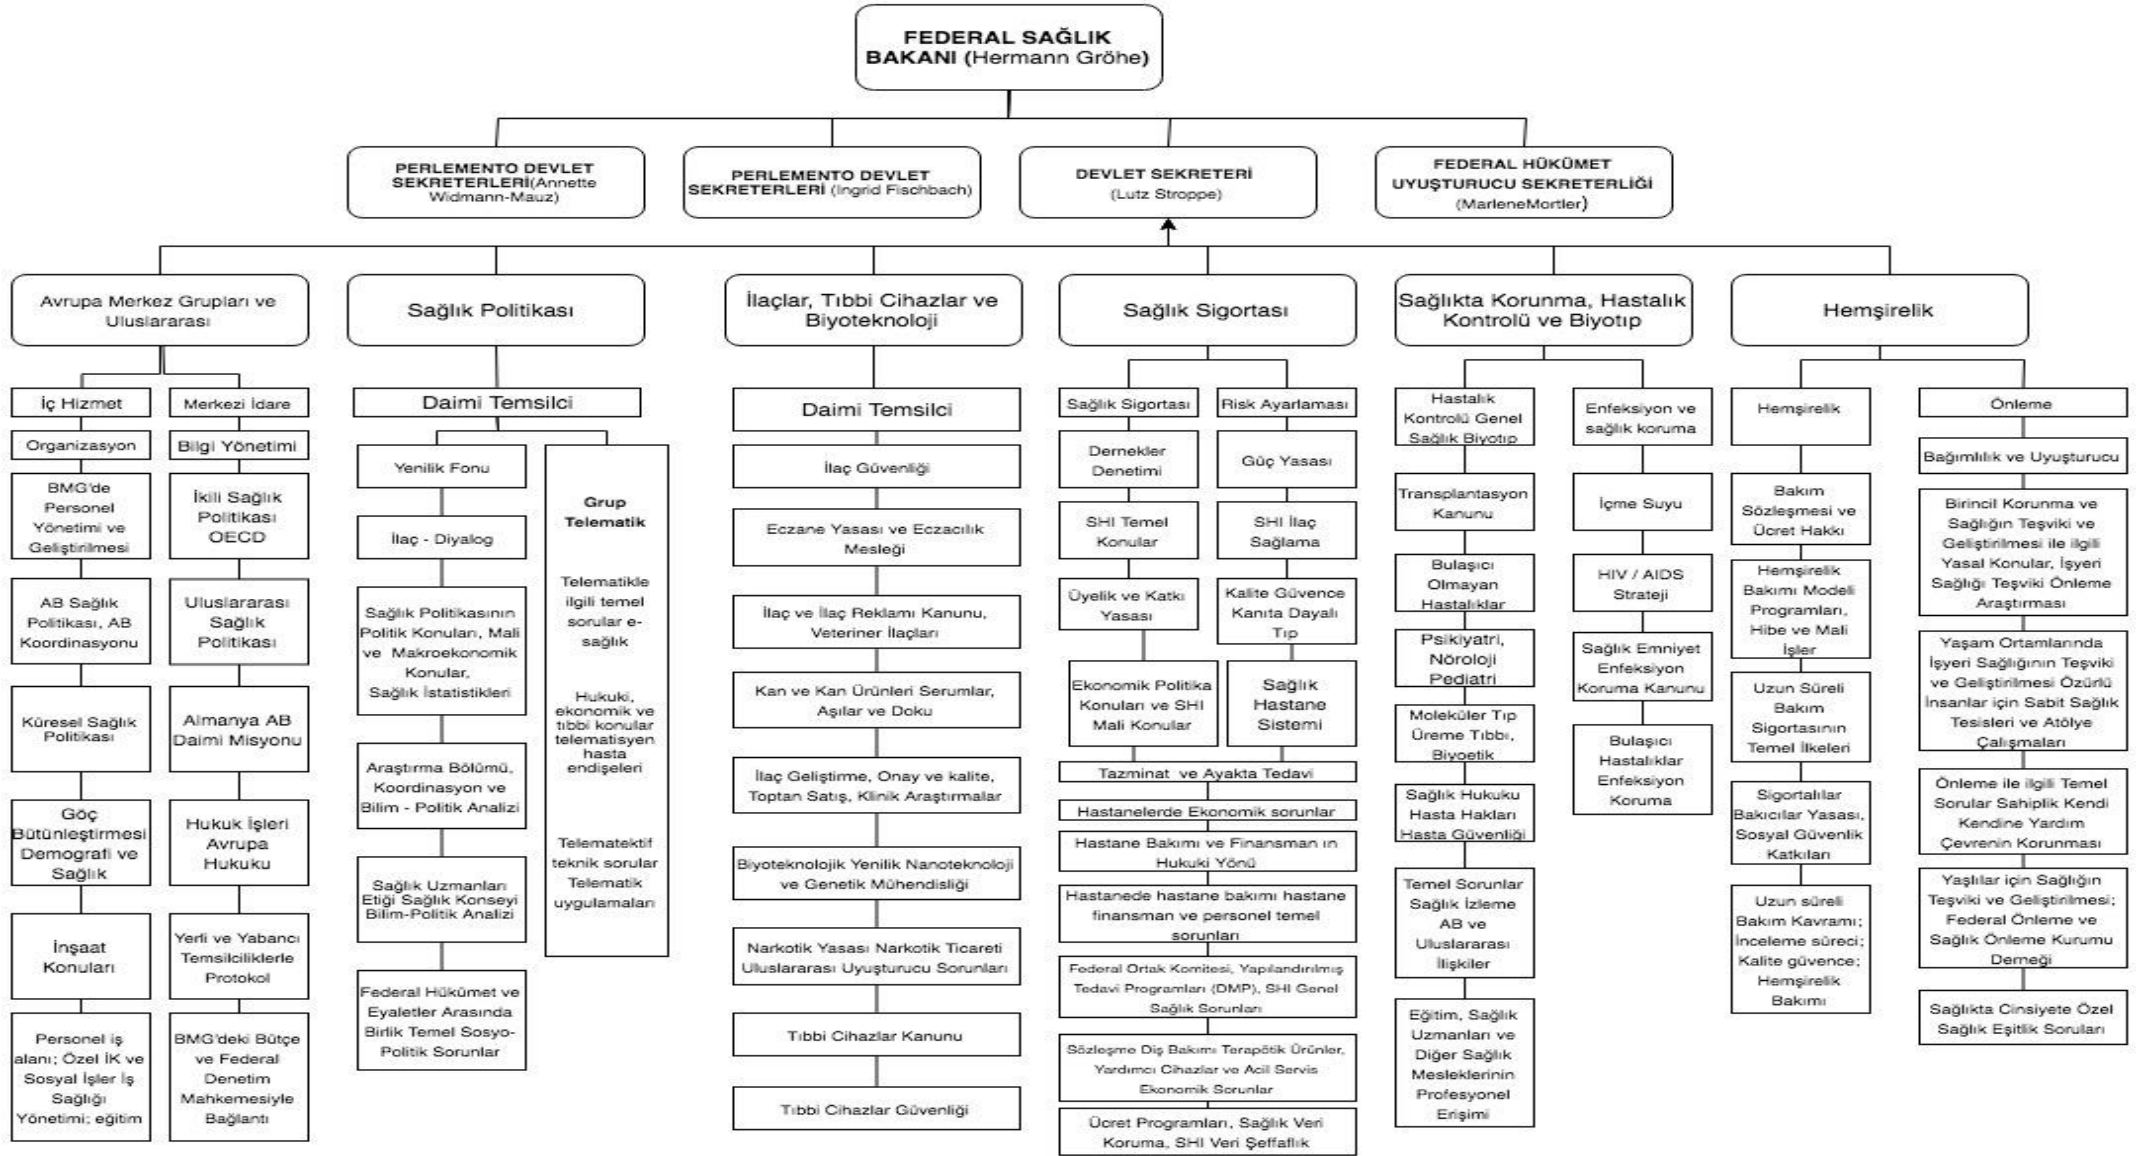 FEDERAL SAĞLIK
BAKANI (Hermann Gröhe)
PERLEMENTO DEVLET
SEKRETERLERİ(Annette
Widmann-Mauz)
PERLEMENTO DEVLET
SEKRETERLERİ (Ingrid Fischbach)
DEVLET SEKRETERİ
(Lutz Stroppe)
FEDERAL HÜKÜMET
UYUŞTURUCU SEKRETERLİĞİ
(MarleneMortler)
Avrupa Merkez Grupları ve
Uluslararası
İç Hizmet
Organizasyon
BMG'de
Personel
Yönetimi ve
Geliştirilmesi
AB Sağlık
Politikası, AB
Koordinasyonu
Küresel Sağlık
Politikası
Göç
Bütünleştirmesi
Demografi ve
Sağlık
İnşaat
Konuları
Personel iş
alanı; Özel İK ve
Sosyal İşler İş
Sağlığı
Yönetimi; eğitim
Merkezi İdare
Bilgi Yönetimi
İkili Sağlık
Politikası
OECD
Uluslararası
Sağlık
Politikası
Almanya AB
Daimi Misyonu
Hukuk İşleri
Avrupa
Hukuku
Yerli ve Yabancı
Temsilciliklerle
Protokol
BMG'deki Bütçe
ve Federal
Denetim
Mahkemesiyle
Bağlantı
Sağlık Politikası
Daimi Temsilci
Yenilik Fonu
İlaç - Diyalog
Sağlık Politikasının
Politik Konuları, Mali
ve Makroekonomik
Konular,
Sağlık İstatistikleri
Araştırma Bölümü,
Koordinasyon ve
Bilim - Politik Analizi
Sağlık Uzmanları
Etiği Sağlık Konseyi
Bilim-Politik Analizi
Federal Hükümet ve
Eyaletler Arasında
Birlik Temel Sosyo-
Politik Sorunlar
Grup
Telematik
Telematikle
ilgili temel
sorular e-
sağlık
Hukuki,
ekonomik ve
tıbbi konular
telematisyen
hasta
endişeleri
Telematektif
teknik sorular
Telematik
uygulamaları
İlaçlar, Tıbbi Cihazlar ve
Biyoteknoloji
Daimi Temsilci
İlaç Güvenliği
Eczane Yasası ve Eczacılık
Mesleği
İlaç ve İlaç Reklamı Kanunu,
Veteriner İlaçları
Kan ve Kan Ürünleri Serumlar,
Aşılar ve Doku
İlaç Geliştirme, Onay ve kalite,
Toptan Satış, Klinik Araştırmalar
Biyoteknolojik Yenilik Nanoteknoloji
ve Genetik Mühendisliği
Narkotik Yasası Narkotik Ticareti
Uluslararası Uyuşturucu Sorunları
Tıbbi Cihazlar Kanunu
Tıbbi Cihazlar Güvenliği
Sağlık Sigortası
Sağlık Sigortası
Dernekler
Denetimi
SHI Temel
Konular
Üyelik ve Katkı
Yasası
Ekonomik Politika
Konuları ve SHI
Mali Konular
Risk Ayarlaması
Güç Yasası
SHI İlaç
Sağlama
Kalite Güvence
Kanıta Dayalı
Tıp
Sağlık
Hastane
Sistemi
Tazminat ve Ayakta Tedavi
Hastanelerde Ekonomik sorunlar
Hastane Bakımı ve Finansman ın
Hukuki Yönü
Hastanede hastane bakımı hastane
finansman ve personel temel
sorunları
Federal Ortak Komitesi, Yapılandırılmış
Tedavi Programları (DMP), SHI Genel
Sağlık Sorunları
Sözleşme Diş Bakımı Terapötik Ürünler,
Yardımcı Cihazlar ve Acil Servis
Ekonomik Sorunlar
Ücret Programları, Sağlık Veri
Koruma, SHI Veri Şeffaflık
Sağlıkta Korunma, Hastalık
Kontrolü ve Biyotıp
Hastalık
Kontrolü Genel
Sağlık Biyotıp
Transplantasyon
Kanunu
Bulaşıcı
Olmayan
Hastalıklar
Psikiyatri,
Nöroloji
Pediatri
Moleküler Tıp
Üreme Tıbbı,
Biyoetik
Sağlık Hukuku
Hasta Hakları
Hasta Güvenliği
Temel Sorunlar
Sağlık İzleme
AB ve
Uluslararası
İlişkiler
Eğitim, Sağlık
Uzmanları ve
Diğer Sağlık
Mesleklerinin
Profesyonel
Erişimi
Enfeksiyon ve
sağlık koruma
İçme Suyu
HIV / AIDS
Strateji
Sağlık Emniyet
Enfeksiyon
Koruma Kanunu
Bulaşıcı
Hastalıklar
Enfeksiyon
Koruma
Hemşirelik
Hemşirelik
Bakım
Sözleşmesi ve
Ücret Hakkı
Hemşirelik
Bakımı Modeli
Programları,
Hibe ve Mali
İşler
Uzun Süreli
Bakım
Sigortasının
Temel İlkeleri
Sigortalılar
Bakıcılar Yasası,
Sosyal Güvenlik
Katkıları
Uzun süreli
Bakım Kavramı;
İnceleme süreci;
Kalite güvence;
Hemşirelik
Bakımı
Önleme
Bağımlılık ve Uyuşturucu
Birincil Korunma ve
Sağlığın Teşviki ve
Geliştirilmesi ile ilgili
Yasal Konular, İşyeri
Sağlığı Teşviki Önleme
Araştırması
Yaşam Ortamlarında
İşyeri Sağlığının Teşviki
ve Geliştirilmesi Özürlü
İnsanlar için Sabit Sağlık
Tesisleri ve Atölye
Çalışmaları
Önleme ile ilgili Temel
Sorular Sahiplik Kendi
Kendine Yardım
Çevrenin Korunması
Yaşlılar için Sağlığın
Teşviki ve Geliştirilmesi;
Federal Önleme ve
Sağlık Önleme Kurumu
Derneği
Sağlıkta Cinsiyete Özel
Sağlık Eşitlik Soruları